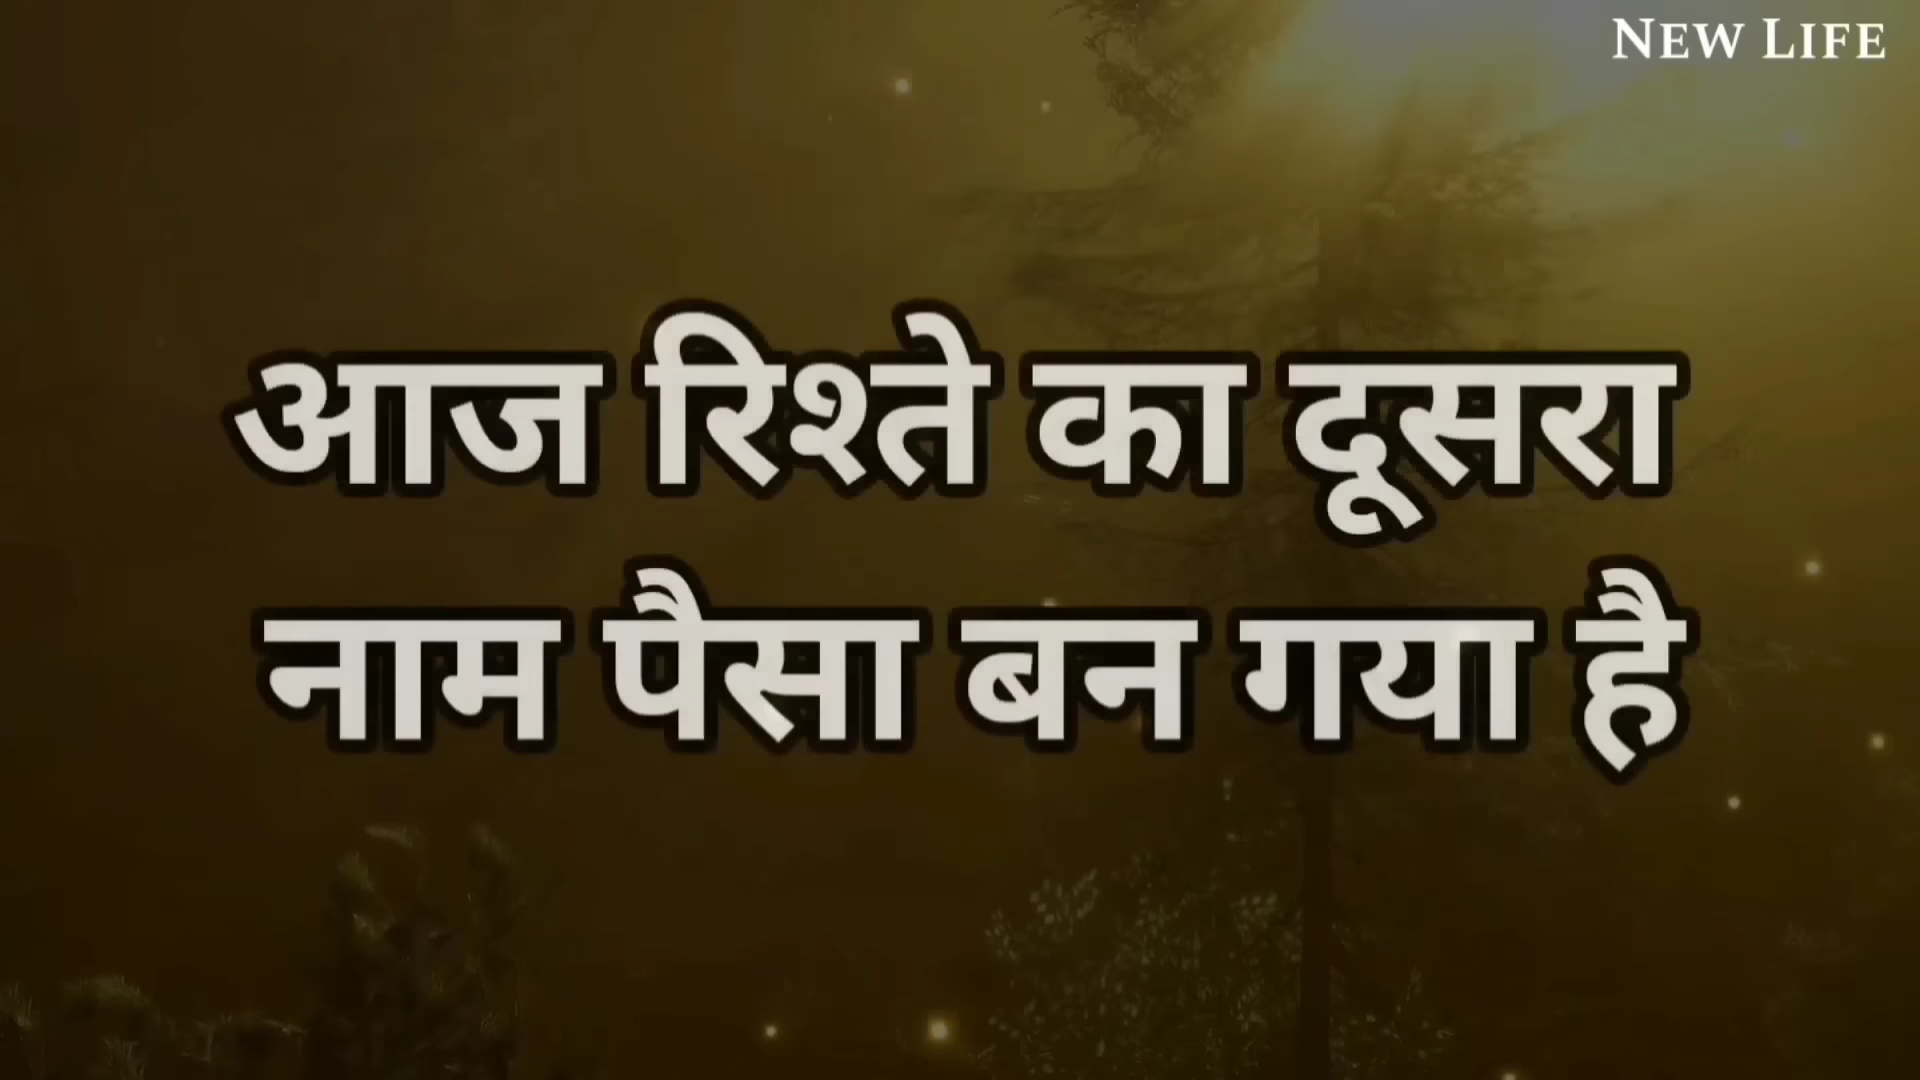 NEW LIFE
आज रिश्ते का दूसरा
नाम पैसा बन गया है